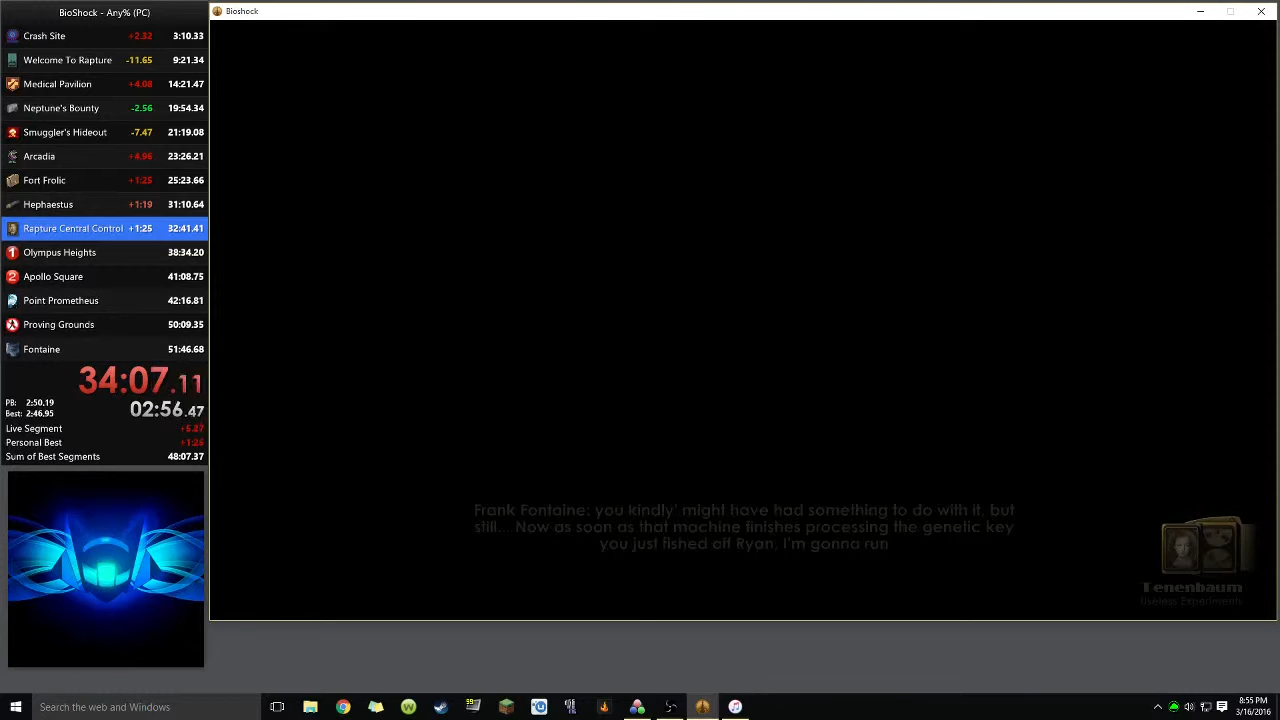 BioShock - Any% (PC)
Bioshock
Crash Site +2.32 3:10.33
Welcome To Rapture -11.65 9:21.34
Medical Pavilion +4.08 14:21.47
Neptune's Bounty -2.56 19:54.34
Smuggler's Hideout -7.47 21:19.08
Arcadia +4.96 23:26.21
Fort Frolic +1:25 25:23.66
Hephaestus +1:19 31:10.64
Rapture Central Control +1:25 32:41.41
Olympus Heights 38:34.20
Apollo Square 41:08.75
Point Prometheus 42:16.81
Proving Grounds 50:09.35
Fontaine 51:46.68
34:07.11
PB: 2:50.19
Best: 2:46.95
02:56.47
Live Segment +5.27
Personal Best +1:26
Sum of Best Segments 48:07.37
Frank Fontaine: you kindly' might have had something to do with it, but
still....Now as soon as that machine finishes processing the genetic key
you just fished off Ryan, I'm gonna run
Tenenbaum
Useless Experiments
Search the web and Windows
8:55 PM
3/16/2016